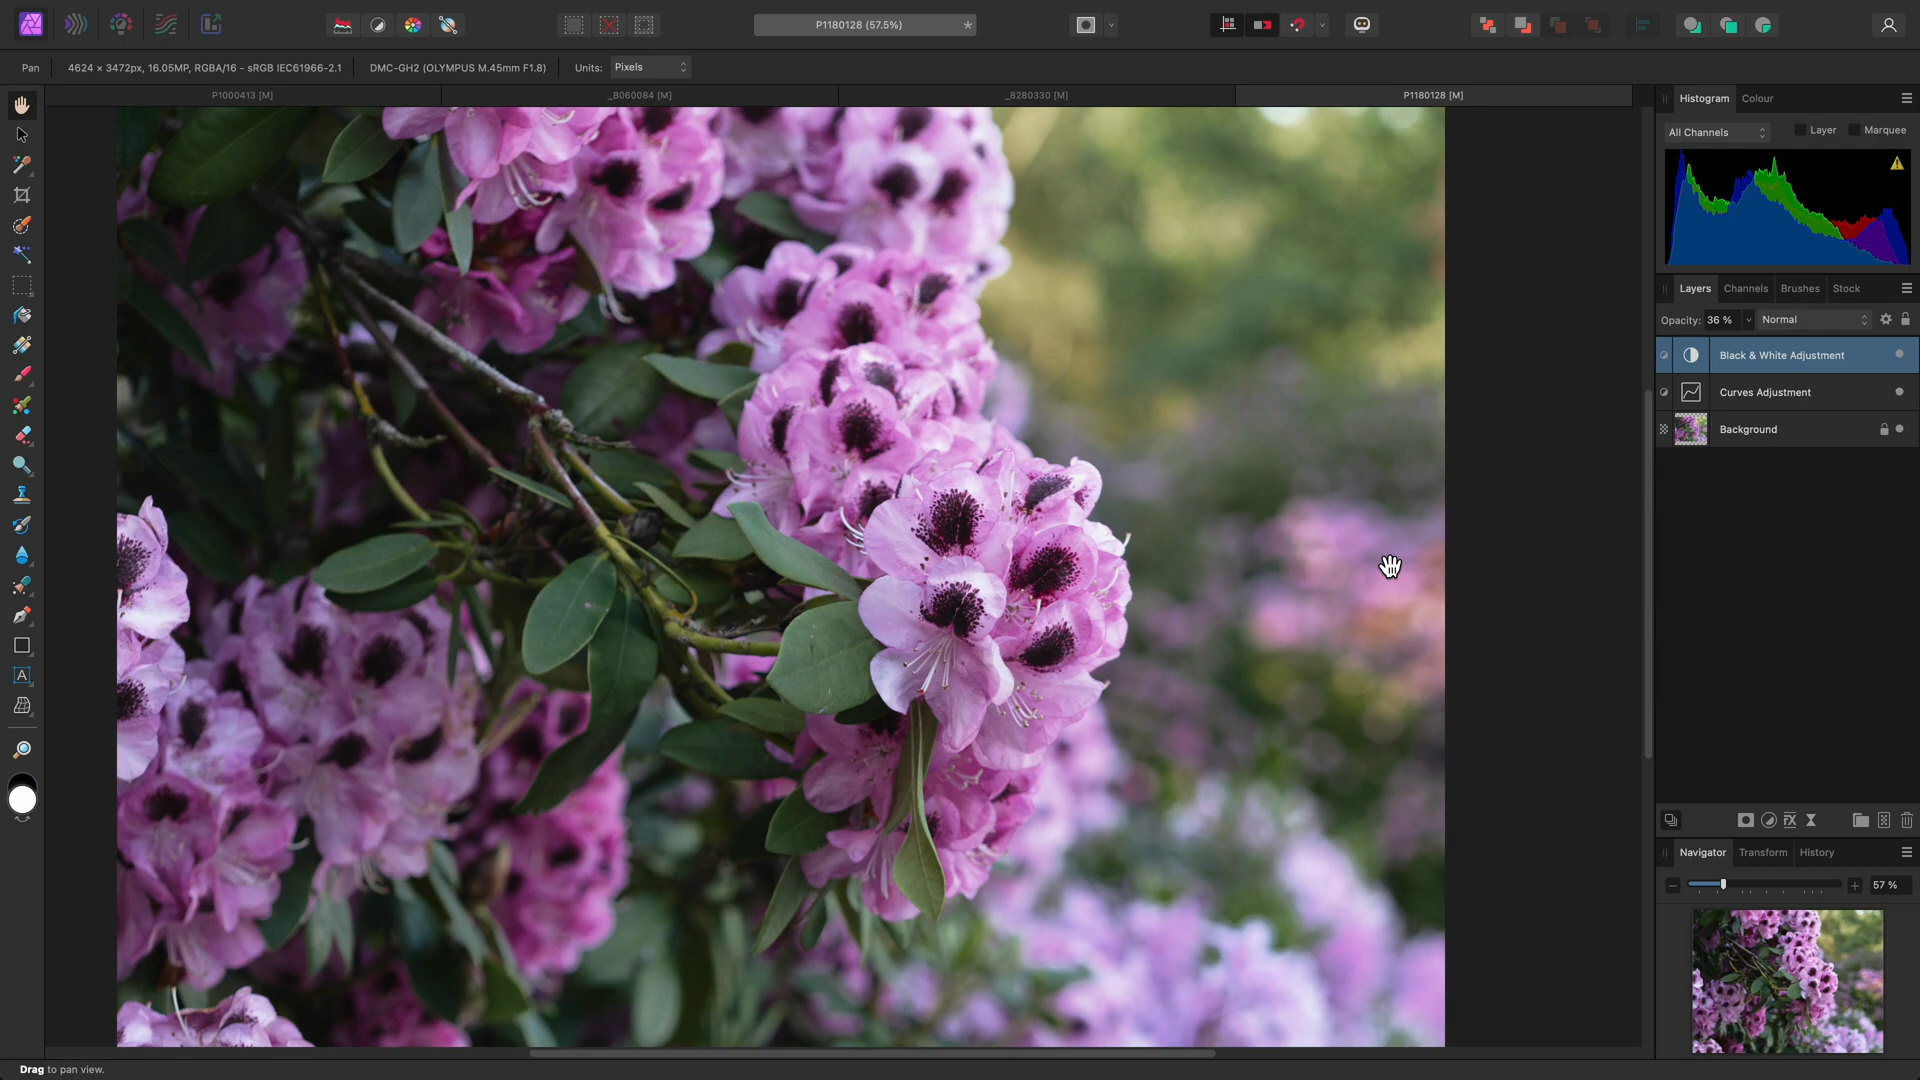 P1180128 (57.5%)
Pan
4624 × 3472px, 16.05MP, RGBA/16 - sRGB IEC61966-2.1
DMC-GH2 (OLYMPUS M.45mm F1.8)
Units:
Pixels
P1000413 [M]
_B060084 [M]
_8280330 [M]
P1180128 [M]
Histogram
Colour
All Channels
Layer
Marquee
Layers
Channels
Brushes
Stock
Opacity:
36 %
Normal
Black & White Adjustment
Curves Adjustment
Background
Navigator
Transform
History
57 %
Drag to pan view.